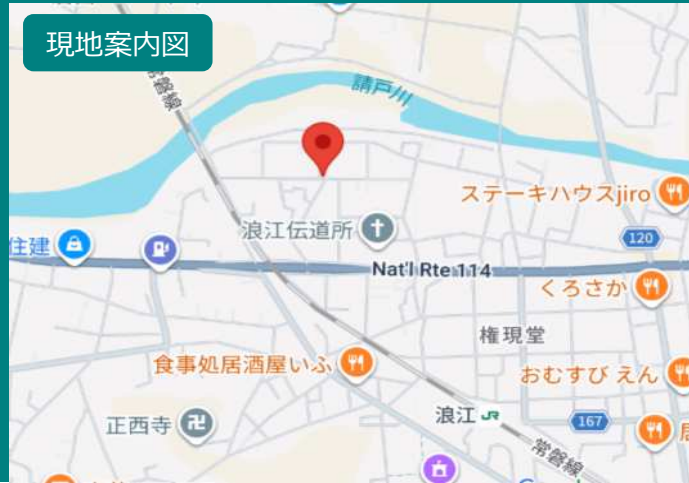 現地案内図
常磐線
請戸川
ステーキハウスjiro
浪江伝道所
120
住建
Nat'l Rte 114
くろさか
権現堂
食事処居酒屋いふ
おむすび えん
正西寺
浪江 JR
167
常磐線